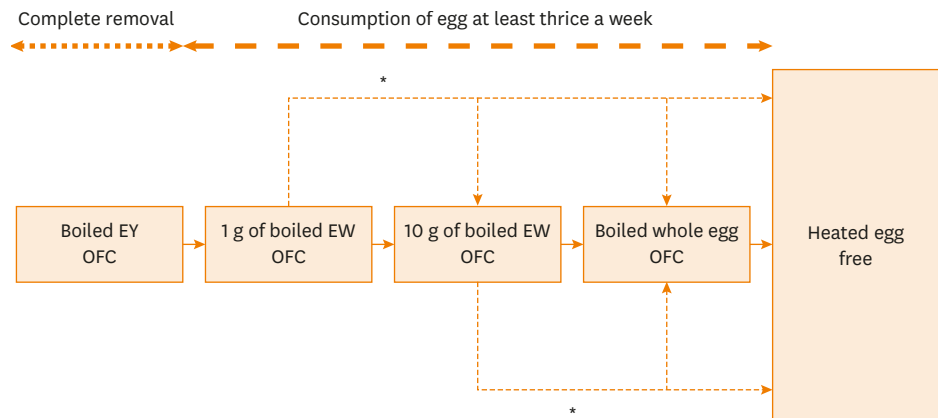 Complete removal
Consumption of egg at least thrice a week
*
Boiled EY
OFC
1 g of boiled EW
OFC
10 g of boiled EW
OFC
Boiled whole egg
OFC
Heated egg
free
*